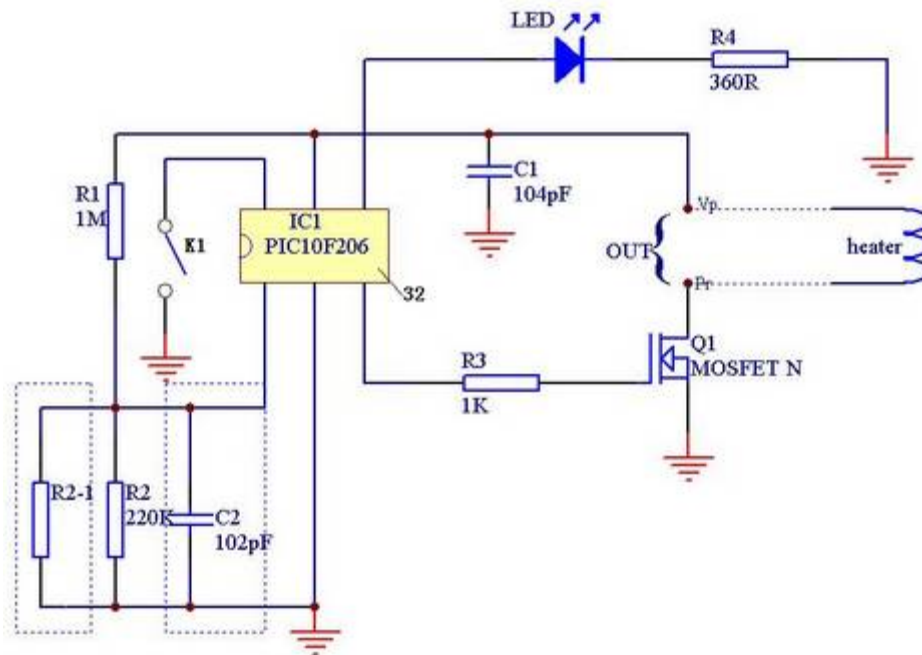 LED
R4
360R
R1
1M
K1
IC1
PIC10F206
32
C1
104pF
Vp
OUT
heater
Pr
Q1
MOSFET N
R3
1K
R2-1
R2
220K
C2
102pF